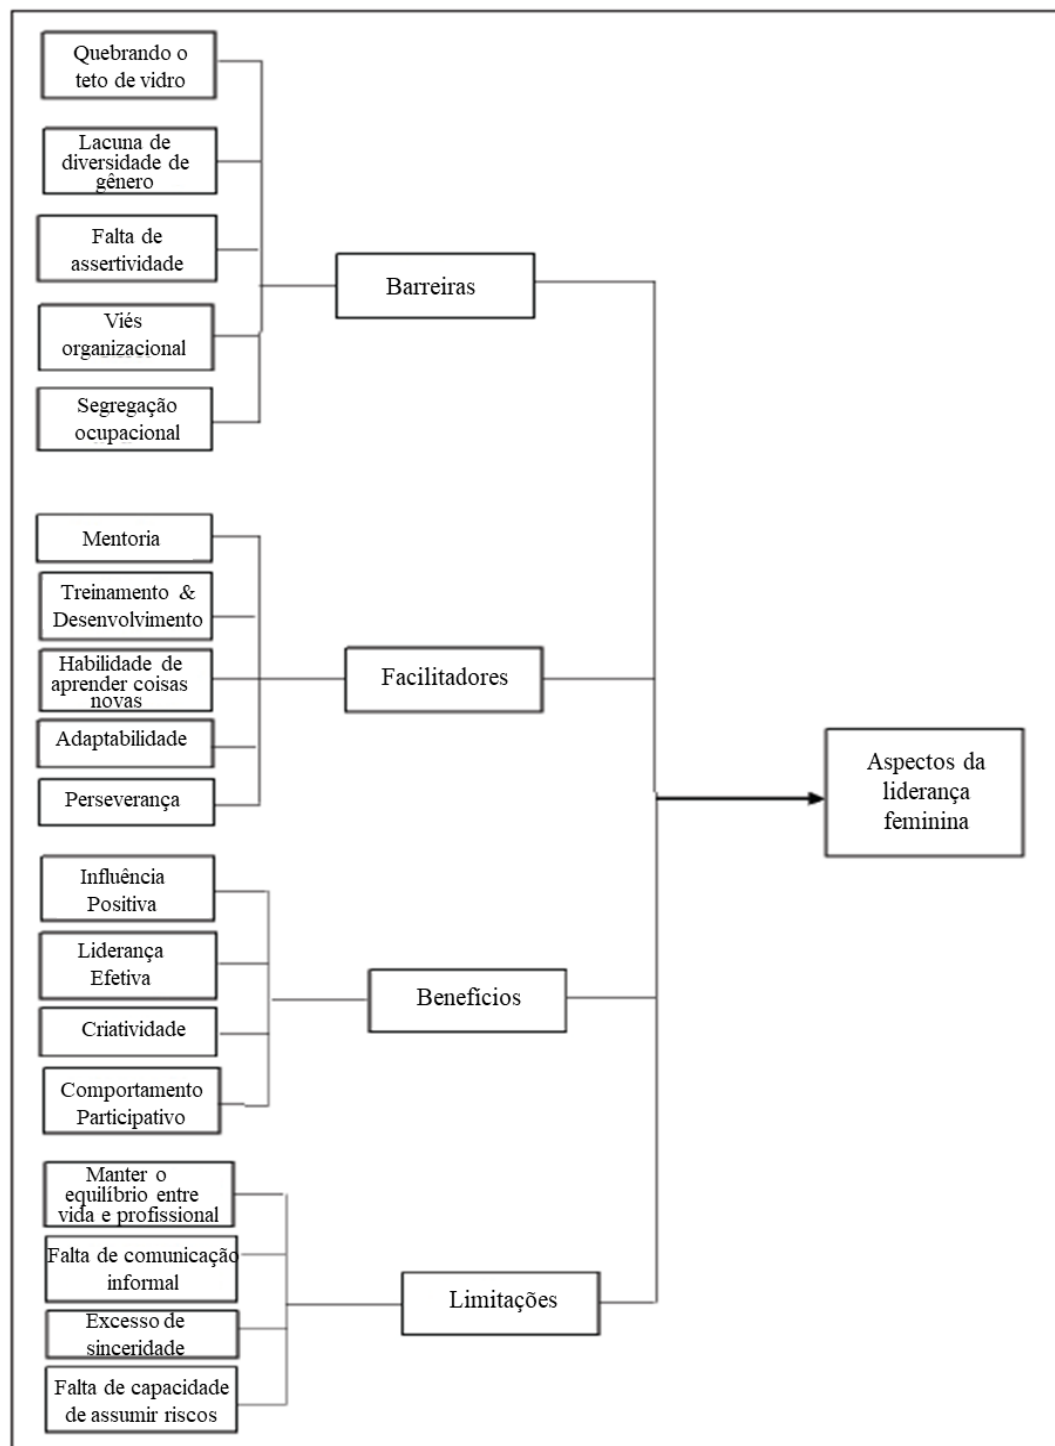 Quebrando o
teto de vidro
Lacuna de
diversidade de
gênero
Falta de
assertividade
Viés
organizacional
Segregação
ocupacional
Barreiras
Mentoria
Treinamento &
Desenvolvimento
Habilidade de
aprender coisas
novas
Adaptabilidade
Perseverança
Facilitadores
Influência
Positiva
Liderança
Efetiva
Criatividade
Comportamento
Participativo
Benefícios
Manter o
equilíbrio entre
vida e profissional
Falta de comunicação
informal
Excesso de
sinceridade
Falta de capacidade
de assumir riscos
Limitações
Aspectos da
liderança
feminina